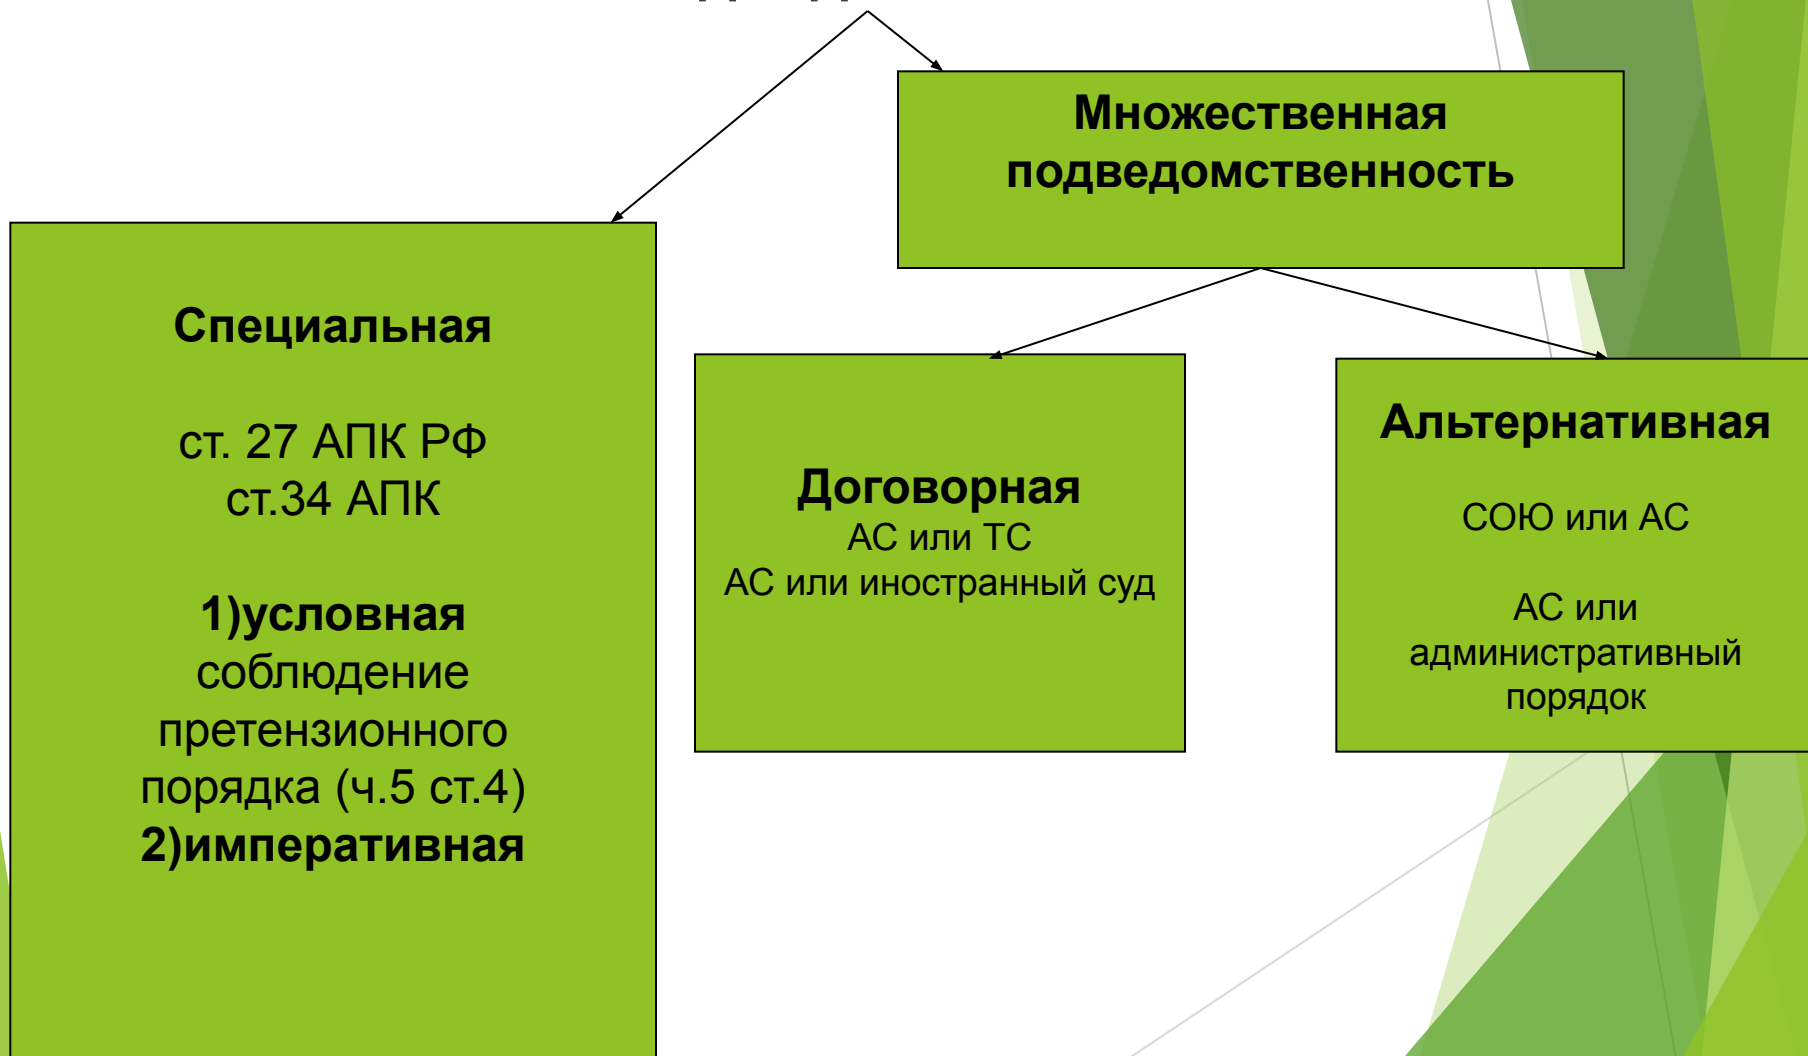 Множественная
подведомственность
Специальная
ст. 27 АПК РФ
ст.34 АПК
1)условная
соблюдение
претензионного
порядка (ч.5 ст.4)
2)императивная
Договорная
АС или ТС
АС или иностранный суд
Альтернативная
СОЮ или АС
АС или
административный
порядок